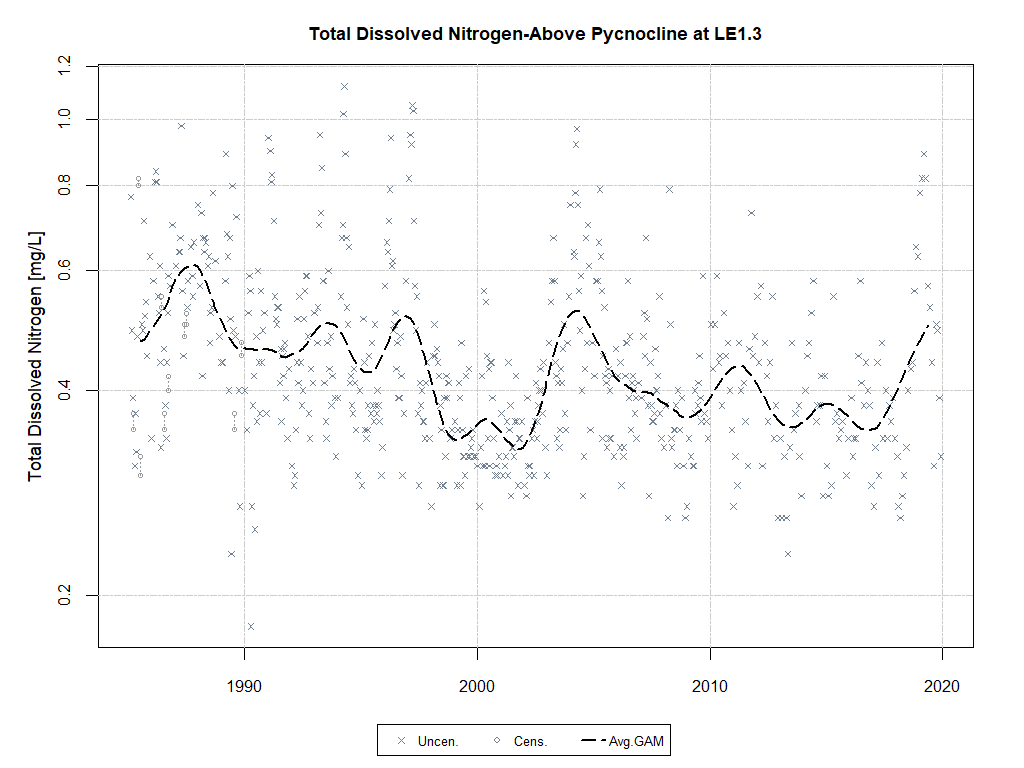 Total Dissolved Nitrogen-Above Pycnocline at LE1.3
Total Dissolved Nitrogen [mg/L]
1.2
1.0
0.8
0.6
0.4
0.2
1990 2000 2010 2020
Uncen. Cens. Avg.GAM